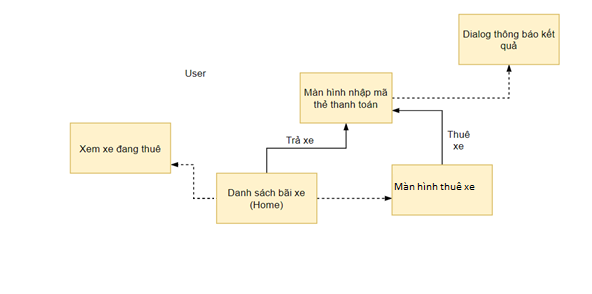 Dialog thông báo kết
quả
User
Màn hình nhập mã
thẻ thanh toán
Thuê
xe
Trả xe
Xem xe đang thuê
Danh sách bãi xe
(Home)
Màn hình thuê xe